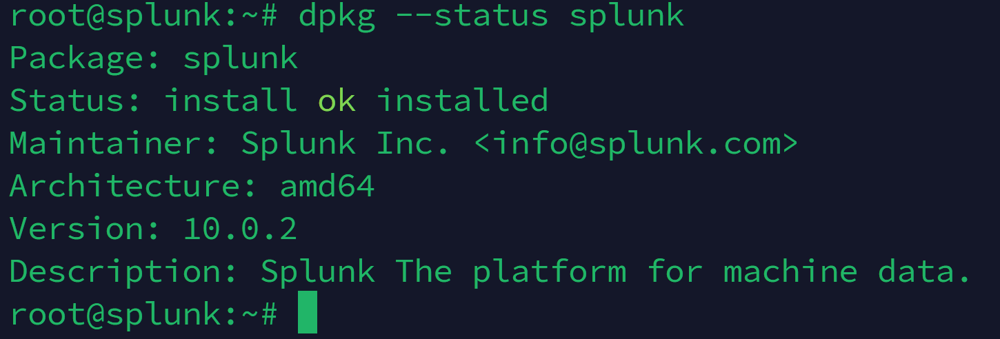 root@splunk:~# dpkg --status splunk
Package: splunk
Status: install ok installed
Maintainer: Splunk Inc. <info@splunk.com>
Architecture: amd64
Version: 10.0.2
Description: Splunk The platform for machine data.
root@splunk:~#